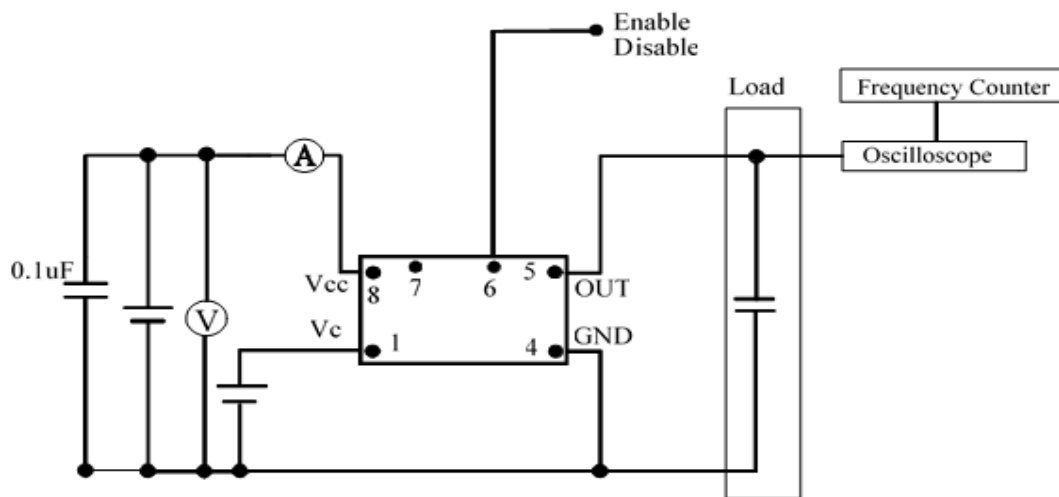 Enable
Disable
Load
Frequency Counter
Oscilloscope
A
0.1uF
Vcc
8
7
6
5
OUT
V
Vc
1
4
GND